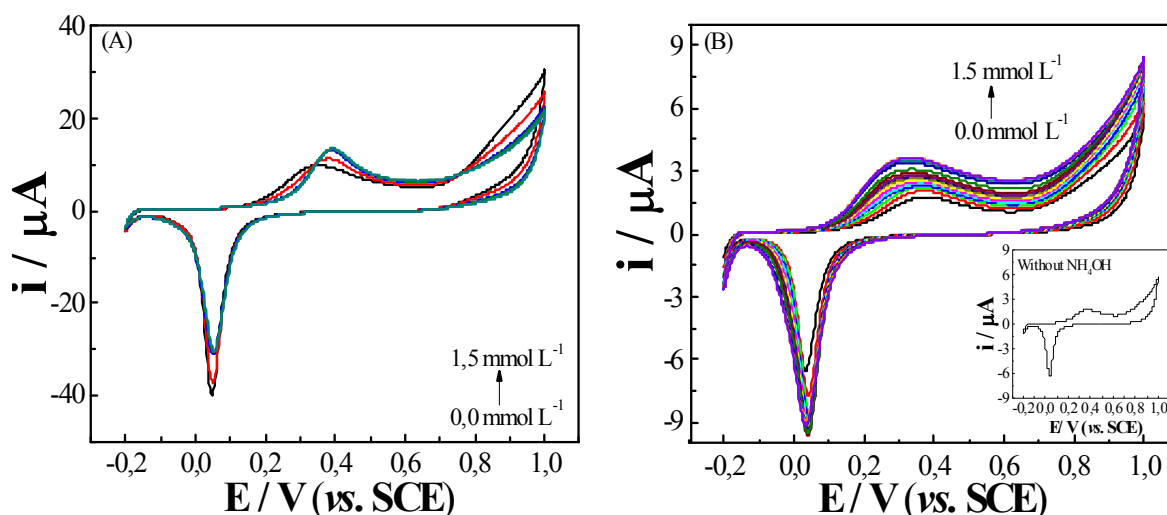 (A)
40
20
0
-20
-40
i / μA
1,5 mmol L⁻¹
0,0 mmol L⁻¹
-0,2 0,0 0,2 0,4 0,6 0,8 1,0
E / V (vs. SCE)
(B)
9
6
3
0
-3
-6
-9
i / μA
1.5 mmol L⁻¹
0.0 mmol L⁻¹
-0.2 0.0 0.2 0.4 0.6 0.8 1.0
E / V (vs. SCE)
Without NH₄OH
9
6
3
0
-3
-6
-9
i / μA
-0,2 0,0 0,2 0,4 0,6 0,8 1,0
E/ V (vs. SCE)